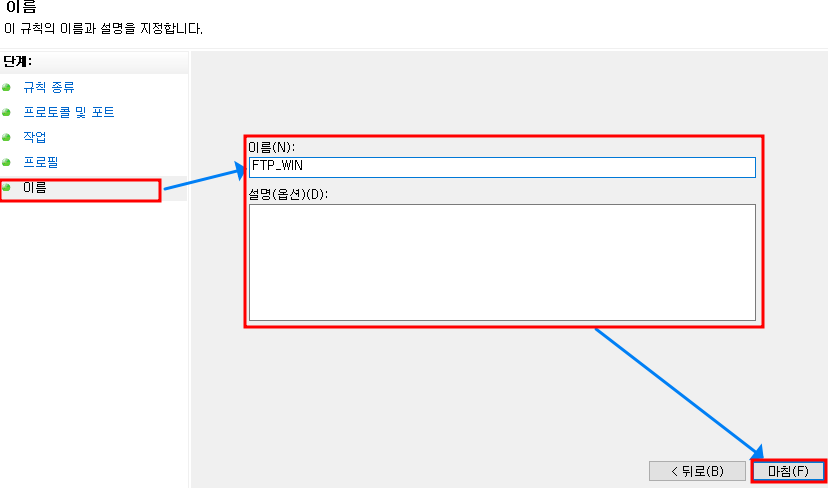 이름
이 규칙의 이름과 설명을 지정합니다.
단계:
규칙 종류
프로토콜 및 포트
작업
프로필
이름
이름(N):
FTP_WIN
설명(옵션)(D):
< 뒤로(B)
마침(F)